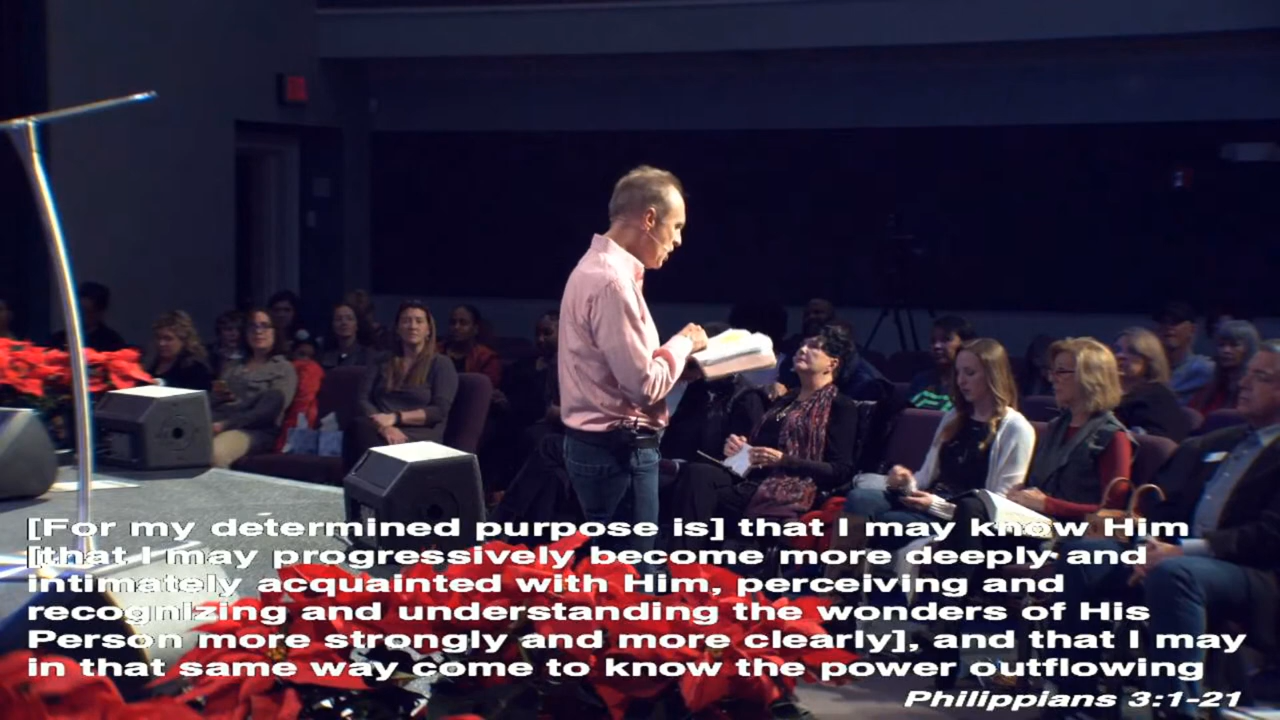 [For my determined purpose is] that I may know Him
[that I may progressively become more deeply and
intimately acquainted with Him, perceiving and
recognizing and understanding the wonders of His
Person more strongly and more clearly], and that I may
in that same way come to know the power outflowing
Philippians 3:1-21